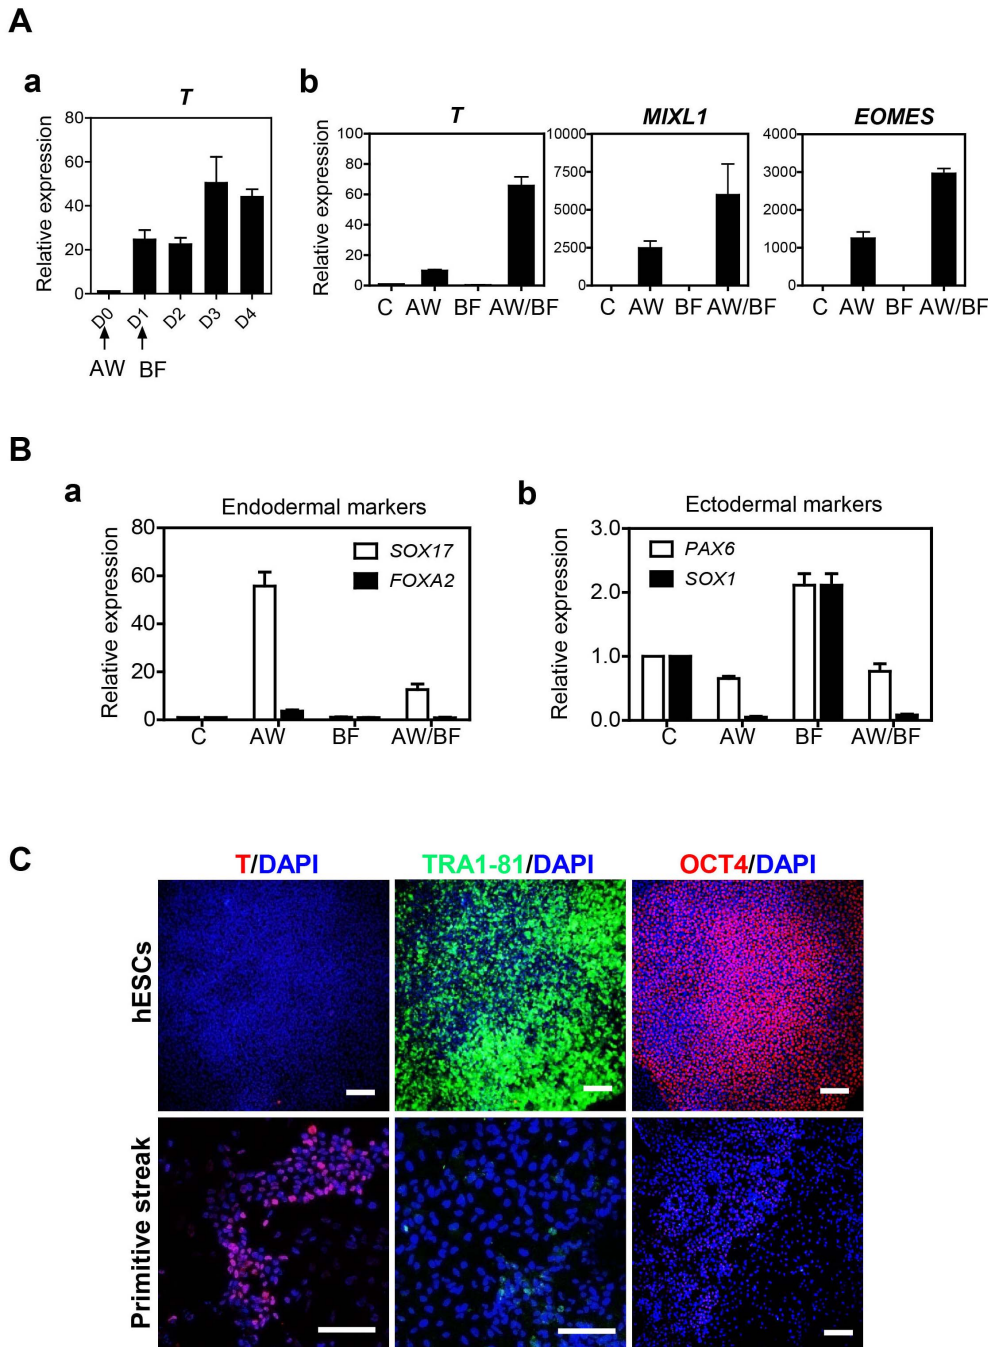 A
a
T
Relative expression
80
60
40
20
0
D0 D1 D2 D3 D4
AW BF
b
T MIXL1 EOMES
Relative expression
100
80
60
40
20
0
10000
7500
5000
2500
0
4000
3000
2000
1000
0
C AW BF AW/BF C AW BF AW/BF C AW BF AW/BF
B
a
Endodermal markers
Relative expression
80
60
40
20
0
SOX17
FOXA2
C AW BF AW/BF
b
Ectodermal markers
Relative expression
3.0
2.0
1.0
0.0
PAX6
SOX1
C AW BF AW/BF
C
T/DAPI TRA1-81/DAPI OCT4/DAPI
hESCs
Primitive streak